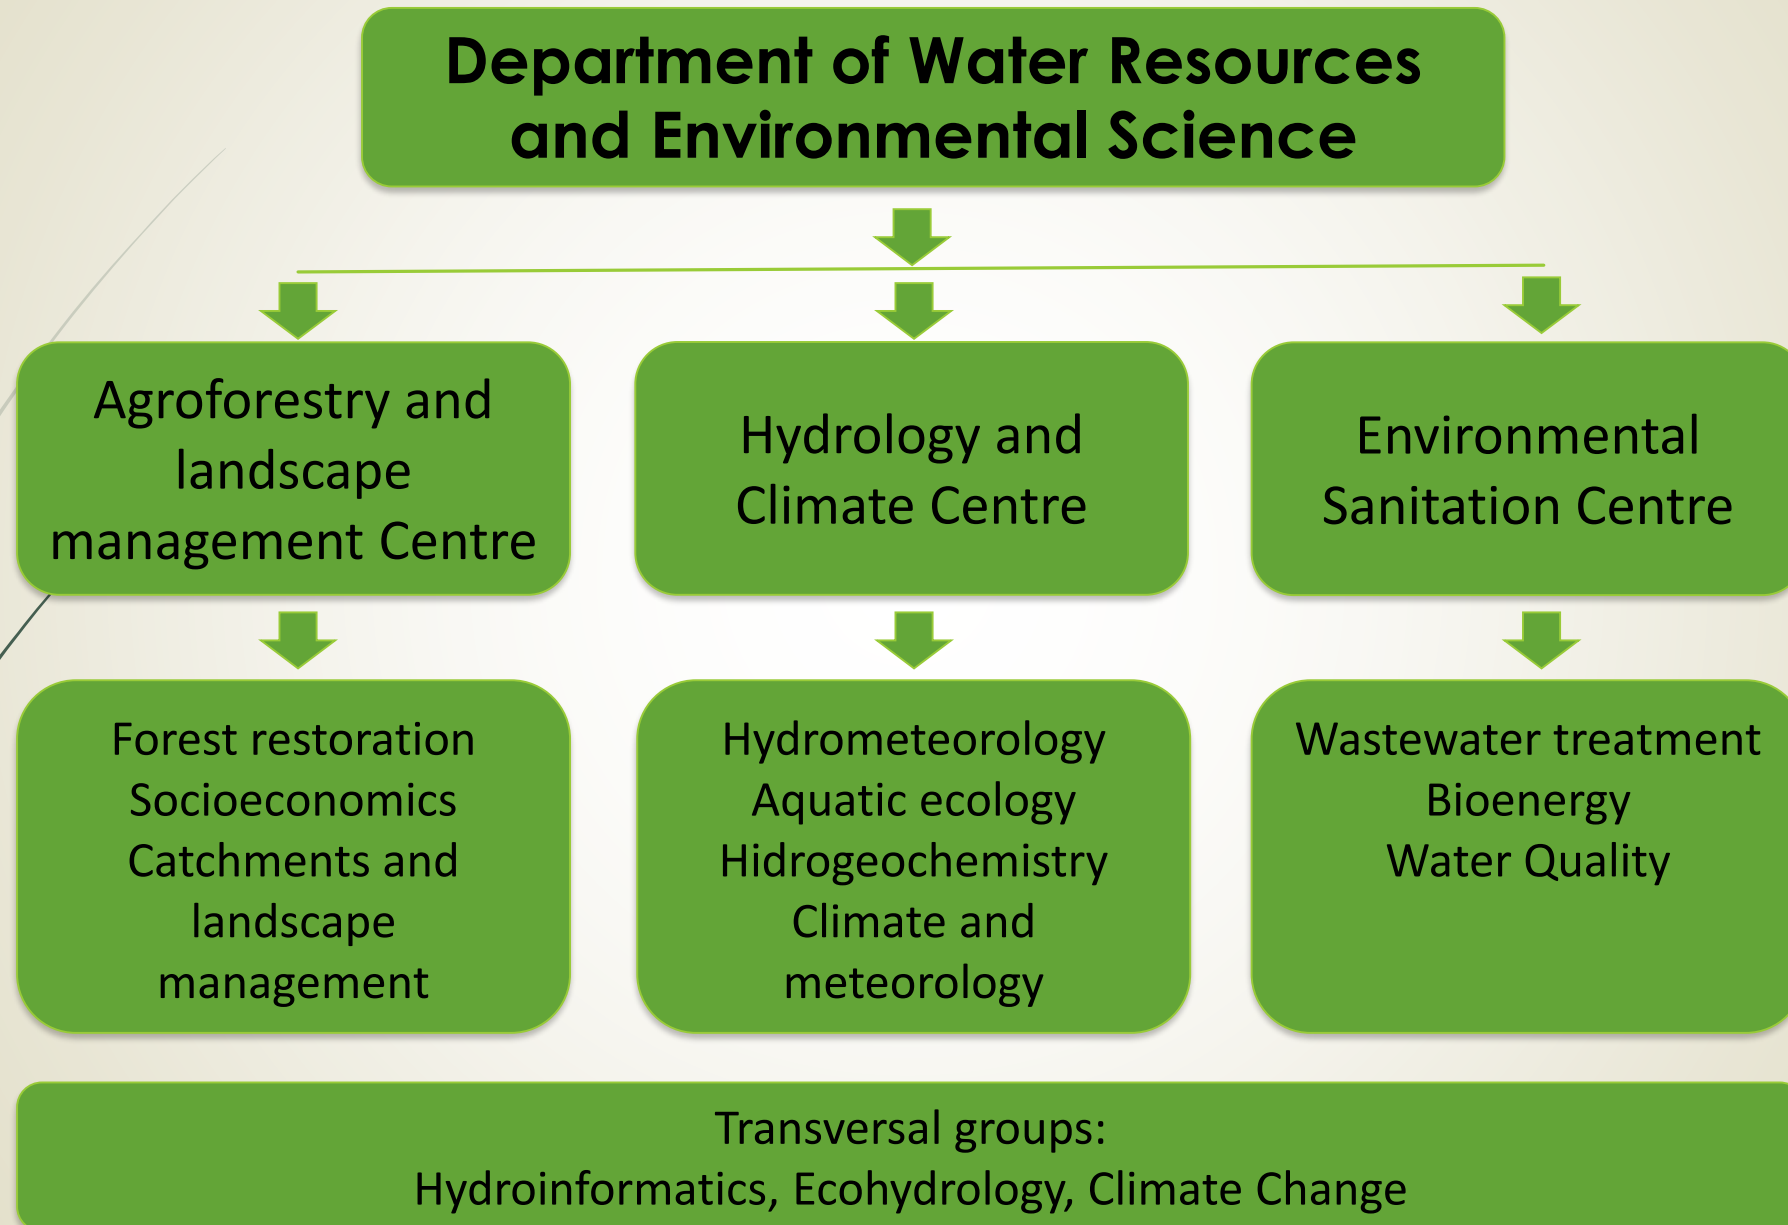 Department of Water Resources
and Environmental Science
Agroforestry and
landscape
management Centre
Hydrology and
Climate Centre
Environmental
Sanitation Centre
Forest restoration
Socioeconomics
Catchments and
landscape
management
Hydrometeorology
Aquatic ecology
Hidrogeochemistry
Climate and
meteorology
Wastewater treatment
Bioenergy
Water Quality
Transversal groups:
Hydroinformatics, Ecohydrology, Climate Change